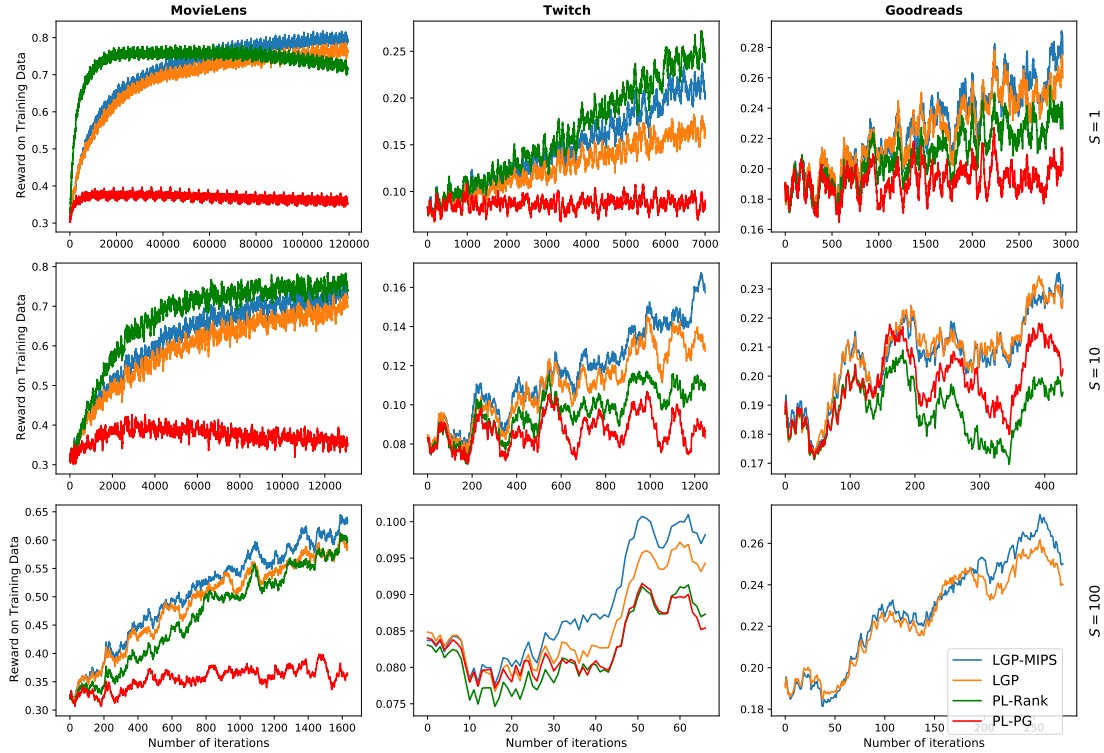 MovieLens
Twitch
Goodreads
Reward on Training Data
0.8
0.7
0.6
0.5
0.4
0.3
0 20000 40000 60000 80000 100000 120000
0.25
0.20
0.15
0.10
0 1000 2000 3000 4000 5000 6000 7000
0.28
0.26
0.24
0.22
0.20
0.18
0.16
0 500 1000 1500 2000 2500 3000
S = 1
Reward on Training Data
0.8
0.7
0.6
0.5
0.4
0.3
0 2000 4000 6000 8000 10000 12000
0.16
0.14
0.12
0.10
0.08
0 200 400 600 800 1000 1200
0.23
0.22
0.21
0.20
0.19
0.18
0.17
0 100 200 300 400
S = 10
Reward on Training Data
0.65
0.60
0.55
0.50
0.45
0.40
0.35
0.30
0 200 400 600 800 1000 1200 1400 1600
Number of iterations
0.100
0.095
0.090
0.085
0.080
0.075
0 10 20 30 40 50 60
Number of iterations
0.26
0.24
0.22
0.20
0.18
0 50 100 150 200 250
Number of iterations
S = 100
LGP-MIPS
LGP
PL-Rank
PL-PG